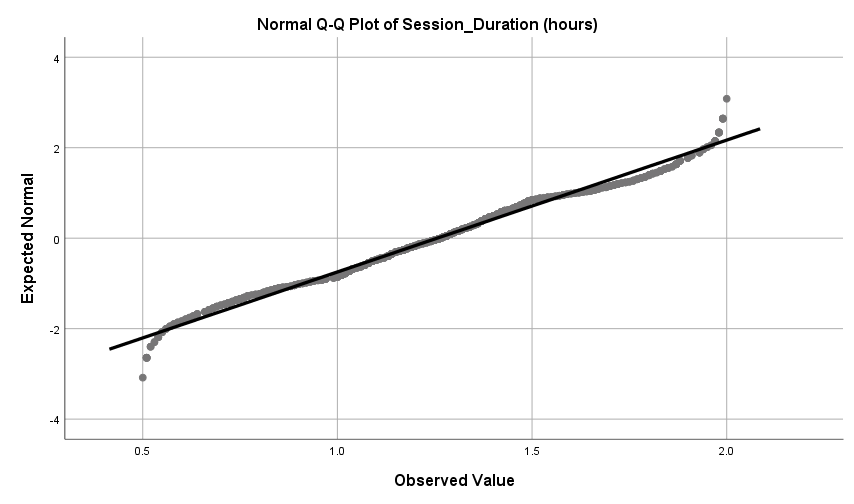 Normal Q-Q Plot of Session_Duration (hours)
4
2
0
-2
-4
Expected Normal
0.5 1.0 1.5 2.0
Observed Value